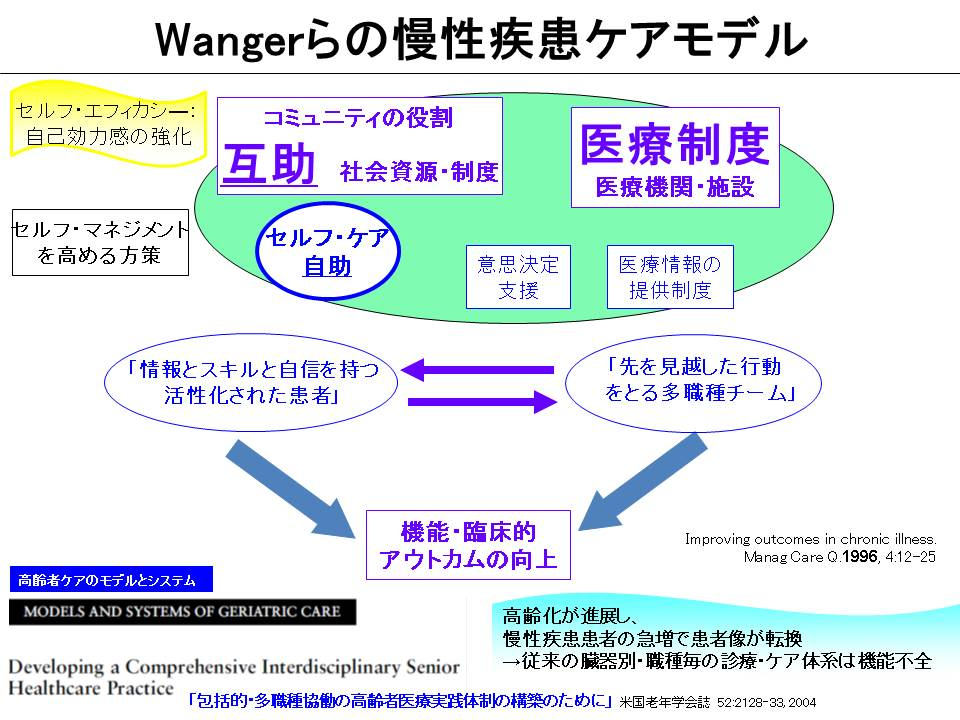 Wangerらの慢性疾患ケアモデル
セルフ・エフィカシー：
自己効力感の強化
コミュニティの役割
互助 社会資源・制度
医療制度
医療機関・施設
セルフ・マネジメント
を高める方策
セルフ・ケア
自助
意思決定
支援
医療情報の
提供制度
「情報とスキルと自信を持つ
活性化された患者」
「先を見越した行動
をとる多職種チーム」
機能・臨床的
アウトカムの向上
Improving outcomes in chronic illness.
Manag Care Q.1996, 4:12-25
高齢者ケアのモデルとシステム
MODELS AND SYSTEMS OF GERIATRIC CARE
Developing a Comprehensive Interdisciplinary Senior
Healthcare Practice
高齢化が進展し、
慢性疾患患者の急増で患者像が転換
→従来の臓器別・職種毎の診療・ケア体系は機能不全
「包括的・多職種協働の高齢者医療実践体制の構築のために」 米国老年学会誌 52:2128-33, 2004